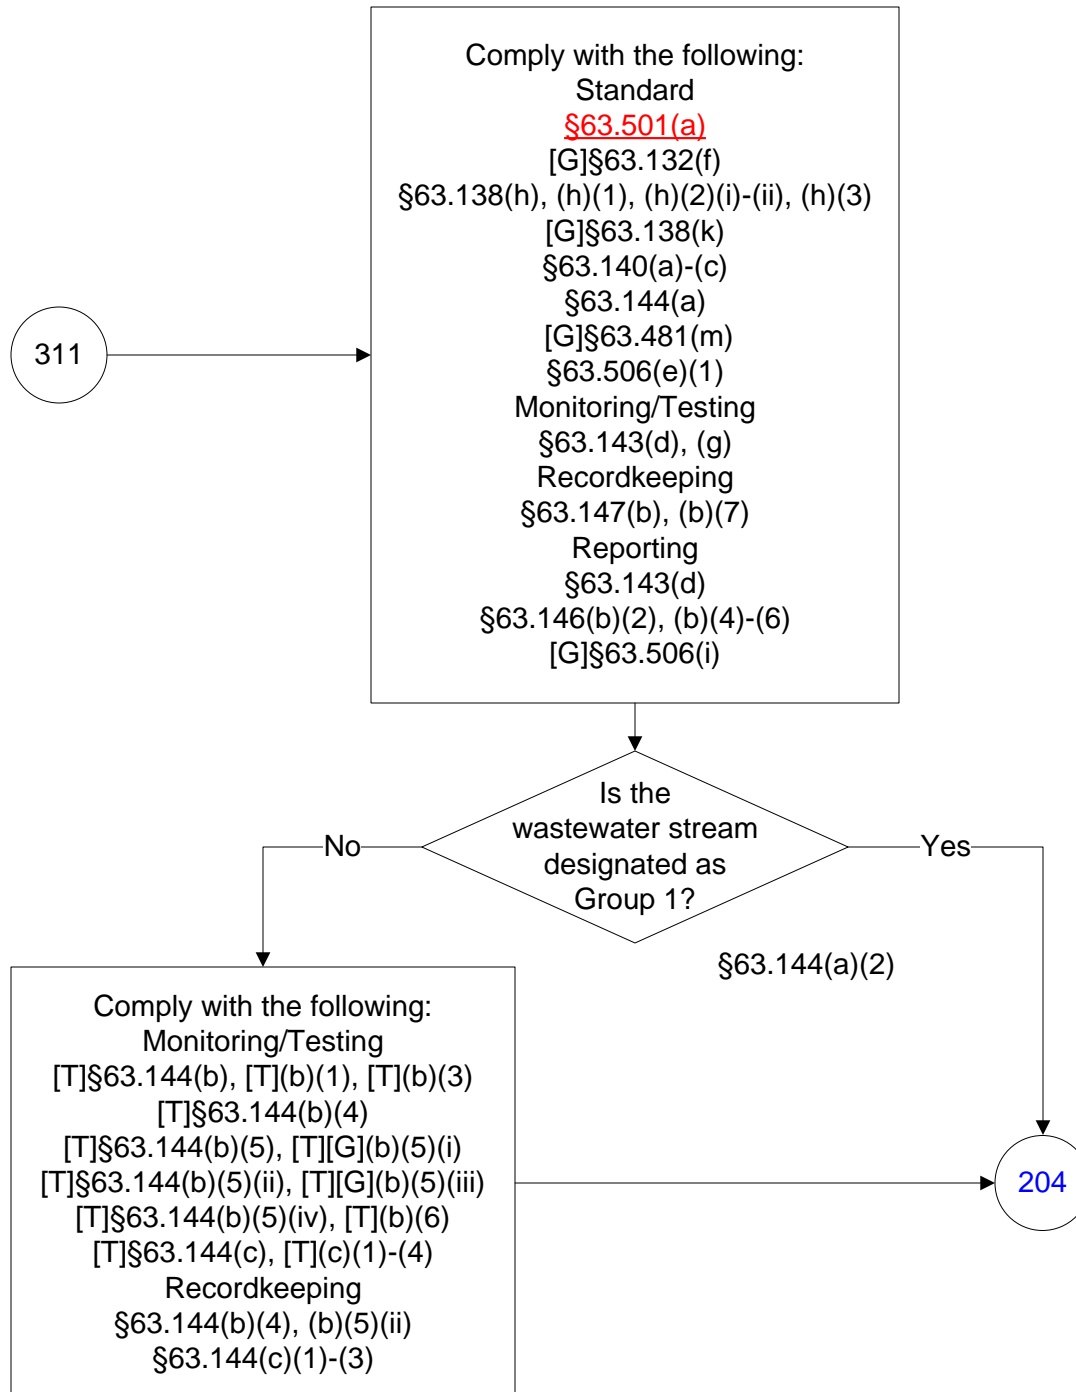 Comply with the following:
Standard
§63.501(a)
[G]§63.132(f)
§63.138(h), (h)(1), (h)(2)(i)-(ii), (h)(3)
[G]§63.138(k)
§63.140(a)-(c)
§63.144(a)
[G]§63.481(m)
§63.506(e)(1)
Monitoring/Testing
§63.143(d), (g)
Recordkeeping
§63.147(b), (b)(7)
Reporting
§63.143(d)
§63.146(b)(2), (b)(4)-(6)
[G]§63.506(i)
311
Is the
wastewater stream
designated as
Group 1?
No
Yes
§63.144(a)(2)
Comply with the following:
Monitoring/Testing
[T]§63.144(b), [T](b)(1), [T](b)(3)
[T]§63.144(b)(4)
[T]§63.144(b)(5), [T][G](b)(5)(i)
[T]§63.144(b)(5)(ii), [T][G](b)(5)(iii)
[T]§63.144(b)(5)(iv), [T](b)(6)
[T]§63.144(c), [T](c)(1)-(4)
Recordkeeping
§63.144(b)(4), (b)(5)(ii)
§63.144(c)(1)-(3)
204